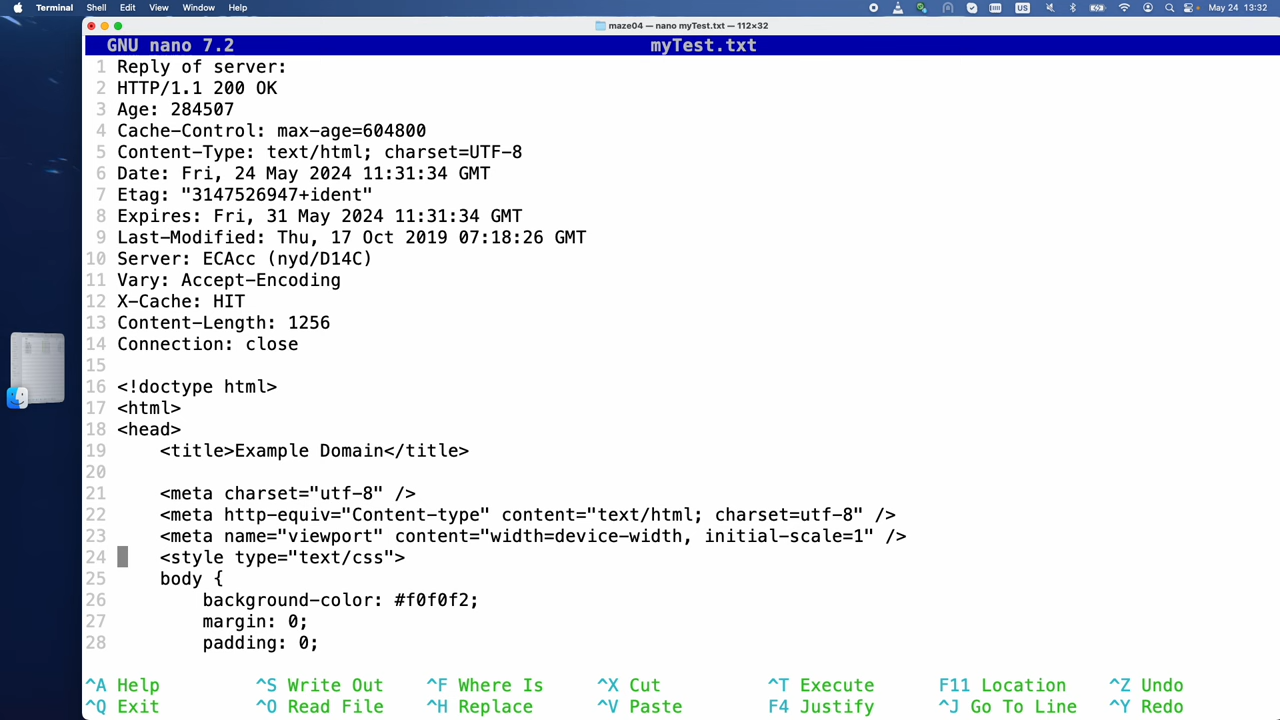 Terminal Shell Edit View Window Help US May 24 13:32
maze04 — nano myTest.txt — 112×32
GNU nano 7.2 myTest.txt
1 Reply of server:
2 HTTP/1.1 200 OK
3 Age: 284507
4 Cache-Control: max-age=604800
5 Content-Type: text/html; charset=UTF-8
6 Date: Fri, 24 May 2024 11:31:34 GMT
7 Etag: "3147526947+ident"
8 Expires: Fri, 31 May 2024 11:31:34 GMT
9 Last-Modified: Thu, 17 Oct 2019 07:18:26 GMT
10 Server: ECAcc (nyd/D14C)
11 Vary: Accept-Encoding
12 X-Cache: HIT
13 Content-Length: 1256
14 Connection: close
15
16 <!doctype html>
17 <html>
18 <head>
19     <title>Example Domain</title>
20
21     <meta charset="utf-8" />
22     <meta http-equiv="Content-type" content="text/html; charset=utf-8" />
23     <meta name="viewport" content="width=device-width, initial-scale=1" />
24     <style type="text/css">
25     body {
26         background-color: #f0f0f2;
27         margin: 0;
28         padding: 0;
^A Help ^S Write Out ^F Where Is ^X Cut ^T Execute F11 Location ^Z Undo
^Q Exit ^O Read File ^H Replace ^V Paste F4 Justify ^J Go To Line ^Y Redo